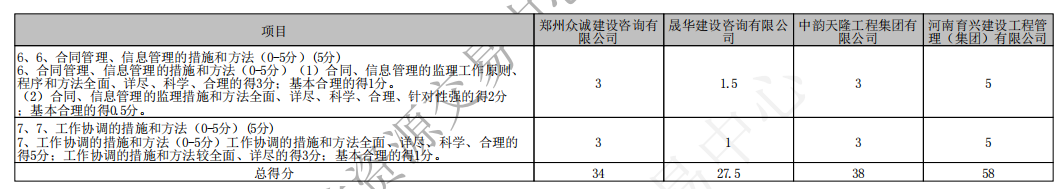 项目
郑州众诚建设咨询有限公司
晟华建设咨询有限公司
中韵天隆工程集团有限公司
河南育兴建设工程管理（集团）有限公司
6、6、合同管理、信息管理的措施和方法（0-5分）(5分)
6、合同管理、信息管理的措施和方法（0-5分）（1）合同、信息管理的监理工作原则、
程序和方法全面、详尽、科学、合理的得3分；基本合理的得1分。
（2）合同、信息管理的监理措施和方法全面、详尽、科学、合理、针对性强的得2分
；基本合理的得0.5分。
3
1.5
3
5
7、7、工作协调的措施和方法（0-5分）(5分)
7、工作协调的措施和方法（0-5分）工作协调的措施和方法全面、详尽、科学、合理的
得5分；工作协调的措施和方法较全面、详尽的得3分；基本合理的得1分。
3
1
3
5
总得分
34
27.5
38
58
资源交易中心
易中心